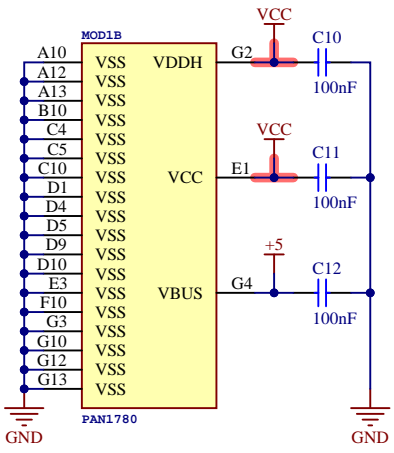 VCC
MOD1B
C10
A10 VSS VDDH G2
A12 VSS
100nF
A13 VSS
B10 VSS
C4 VSS
VCC
C5 VSS
C11
C10 VSS VCC E1
D1 VSS
100nF
D4 VSS
D5 VSS
+5
D9 VSS
C12
D10 VSS
E3 VSS VBUS G4
F10 VSS
100nF
G3 VSS
G10 VSS
G12 VSS
G13 VSS
PAN1780
GND GND